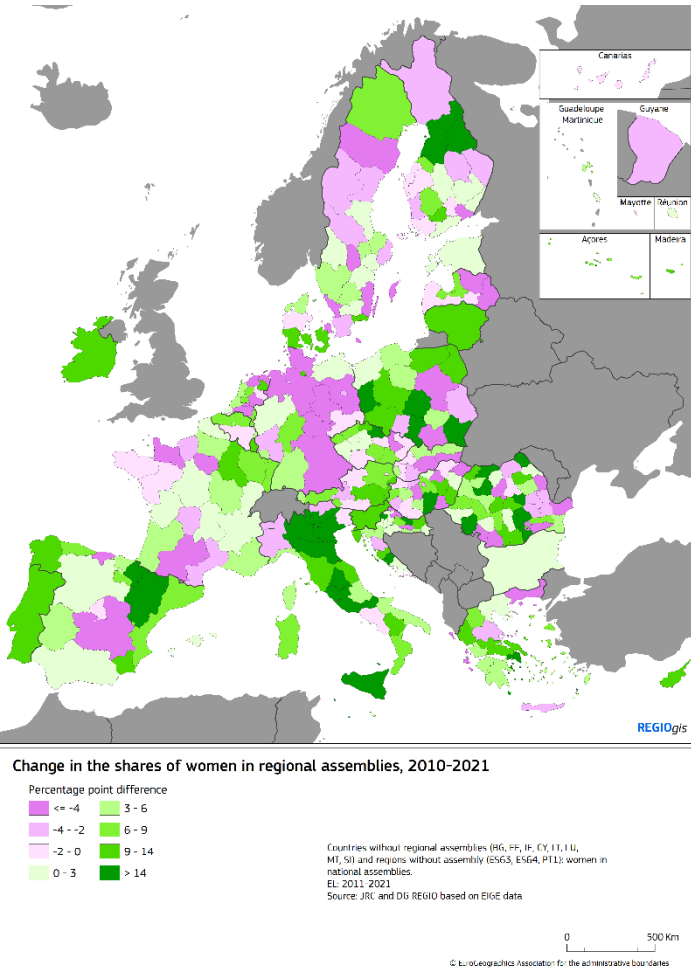 Canarias
Guadeloupe
Martinique
Guyane
Mayotte
Réunion
Açores
Madeira
REGIOgis
Change in the shares of women in regional assemblies, 2010-2021
Percentage point difference
<= -4
-4 - -2
-2 - 0
0 - 3
3 - 6
6 - 9
9 - 14
> 14
Countries without regional assemblies (BG, EE, IE, CY, LT, LU,
MT, SI) and regions without assembly (ES63, ES64, PT1): women in
national assemblies.
EL: 2011-2021
Source: JRC and DG REGIO based on EIGE data
0 500 Km
© EuroGeographics Association for the administrative boundaries